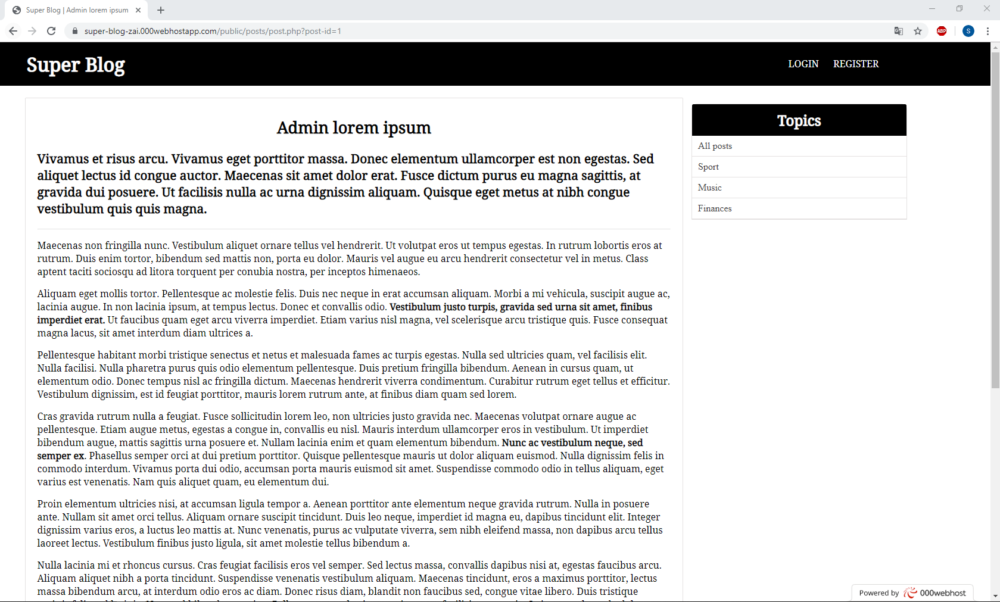 Super Blog | Admin lorem ipsum
super-blog-zai.000webhostapp.com/public/posts/post.php?post-id=1
ABP
S
Super Blog
LOGIN REGISTER
Admin lorem ipsum
Vivamus et risus arcu. Vivamus eget porttitor massa. Donec elementum ullamcorper est non egestas. Sed
aliquet lectus id congue auctor. Maecenas sit amet dolor erat. Fusce dictum purus eu magna sagittis, at
gravida dui posuere. Ut facilisis nulla ac urna dignissim aliquam. Quisque eget metus at nibh congue
vestibulum quis quis magna.
Maecenas non fringilla nunc. Vestibulum aliquet ornare tellus vel hendrerit. Ut volutpat eros ut tempus egestas. In rutrum lobortis eros at
rutrum. Duis enim tortor, bibendum sed mattis non, porta eu dolor. Mauris vel augue eu arcu hendrerit consectetur vel in metus. Class
aptent taciti sociosqu ad litora torquent per conubia nostra, per inceptos himenaeos.
Aliquam eget mollis tortor. Pellentesque ac molestie felis. Duis nec neque in erat accumsan aliquam. Morbi a mi vehicula, suscipit augue ac,
lacinia augue. In non lacinia ipsum, at tempus lectus. Donec et convallis odio. Vestibulum justo turpis, gravida sed urna sit amet, finibus
imperdiet erat. Ut faucibus quam eget arcu viverra imperdiet. Etiam varius nisl magna, vel scelerisque arcu tristique quis. Fusce consequat
magna lacus, sit amet interdum diam ultrices a.
Pellentesque habitant morbi tristique senectus et netus et malesuada fames ac turpis egestas. Nulla sed ultricies quam, vel facilisis elit.
Nulla facilisi. Nulla pharetra purus quis odio elementum pellentesque. Duis pretium fringilla bibendum. Aenean in cursus quam, ut
elementum odio. Donec tempus nisl ac fringilla dictum. Maecenas hendrerit viverra condimentum. Curabitur rutrum eget tellus et efficitur.
Vestibulum dignissim, est id feugiat porttitor, mauris lorem rutrum ante, at finibus diam quam sed lorem.
Cras gravida rutrum nulla a feugiat. Fusce sollicitudin lorem leo, non ultricies justo gravida nec. Maecenas volutpat ornare augue ac
pellentesque. Etiam augue metus, egestas a congue in, convallis eu nisl. Mauris interdum ullamcorper eros in vestibulum. Ut imperdiet
bibendum augue, mattis sagittis urna posuere et. Nullam lacinia enim et quam elementum bibendum. Nunc ac vestibulum neque, sed
semper ex. Phasellus semper orci at dui pretium porttitor. Quisque pellentesque mauris ut dolor aliquam euismod. Nulla dignissim felis in
commodo interdum. Vivamus porta dui odio, accumsan porta mauris euismod sit amet. Suspendisse commodo odio in tellus aliquam, eget
varius est venenatis. Nam quis aliquet quam, eu elementum dui.
Proin elementum ultricies nisi, at accumsan ligula tempor a. Aenean porttitor ante elementum neque gravida rutrum. Nulla in posuere
ante. Nullam sit amet orci tellus. Aliquam ornare suscipit tincidunt. Duis leo neque, imperdiet id magna eu, dapibus tincidunt elit. Integer
dignissim varius eros, a luctus leo mattis at. Nunc venenatis, purus ac vulputate viverra, sem nibh eleifend massa, non dapibus arcu tellus
laoreet lectus. Vestibulum finibus justo ligula, sit amet molestie tellus bibendum a.
Nulla lacinia mi et rhoncus cursus. Cras feugiat facilisis eros vel semper. Sed lectus massa, convallis dapibus nisi at, egestas faucibus arcu.
Aliquam aliquet nibh a porta tincidunt. Suspendisse venenatis vestibulum aliquam. Maecenas tincidunt, eros a maximus porttitor, lectus
massa bibendum arcu, at interdum odio eros ac diam. Donec risus diam, blandit non faucibus sed, congue vitae libero. Duis tristique
Topics
All posts
Sport
Music
Finances
Powered by 000webhost